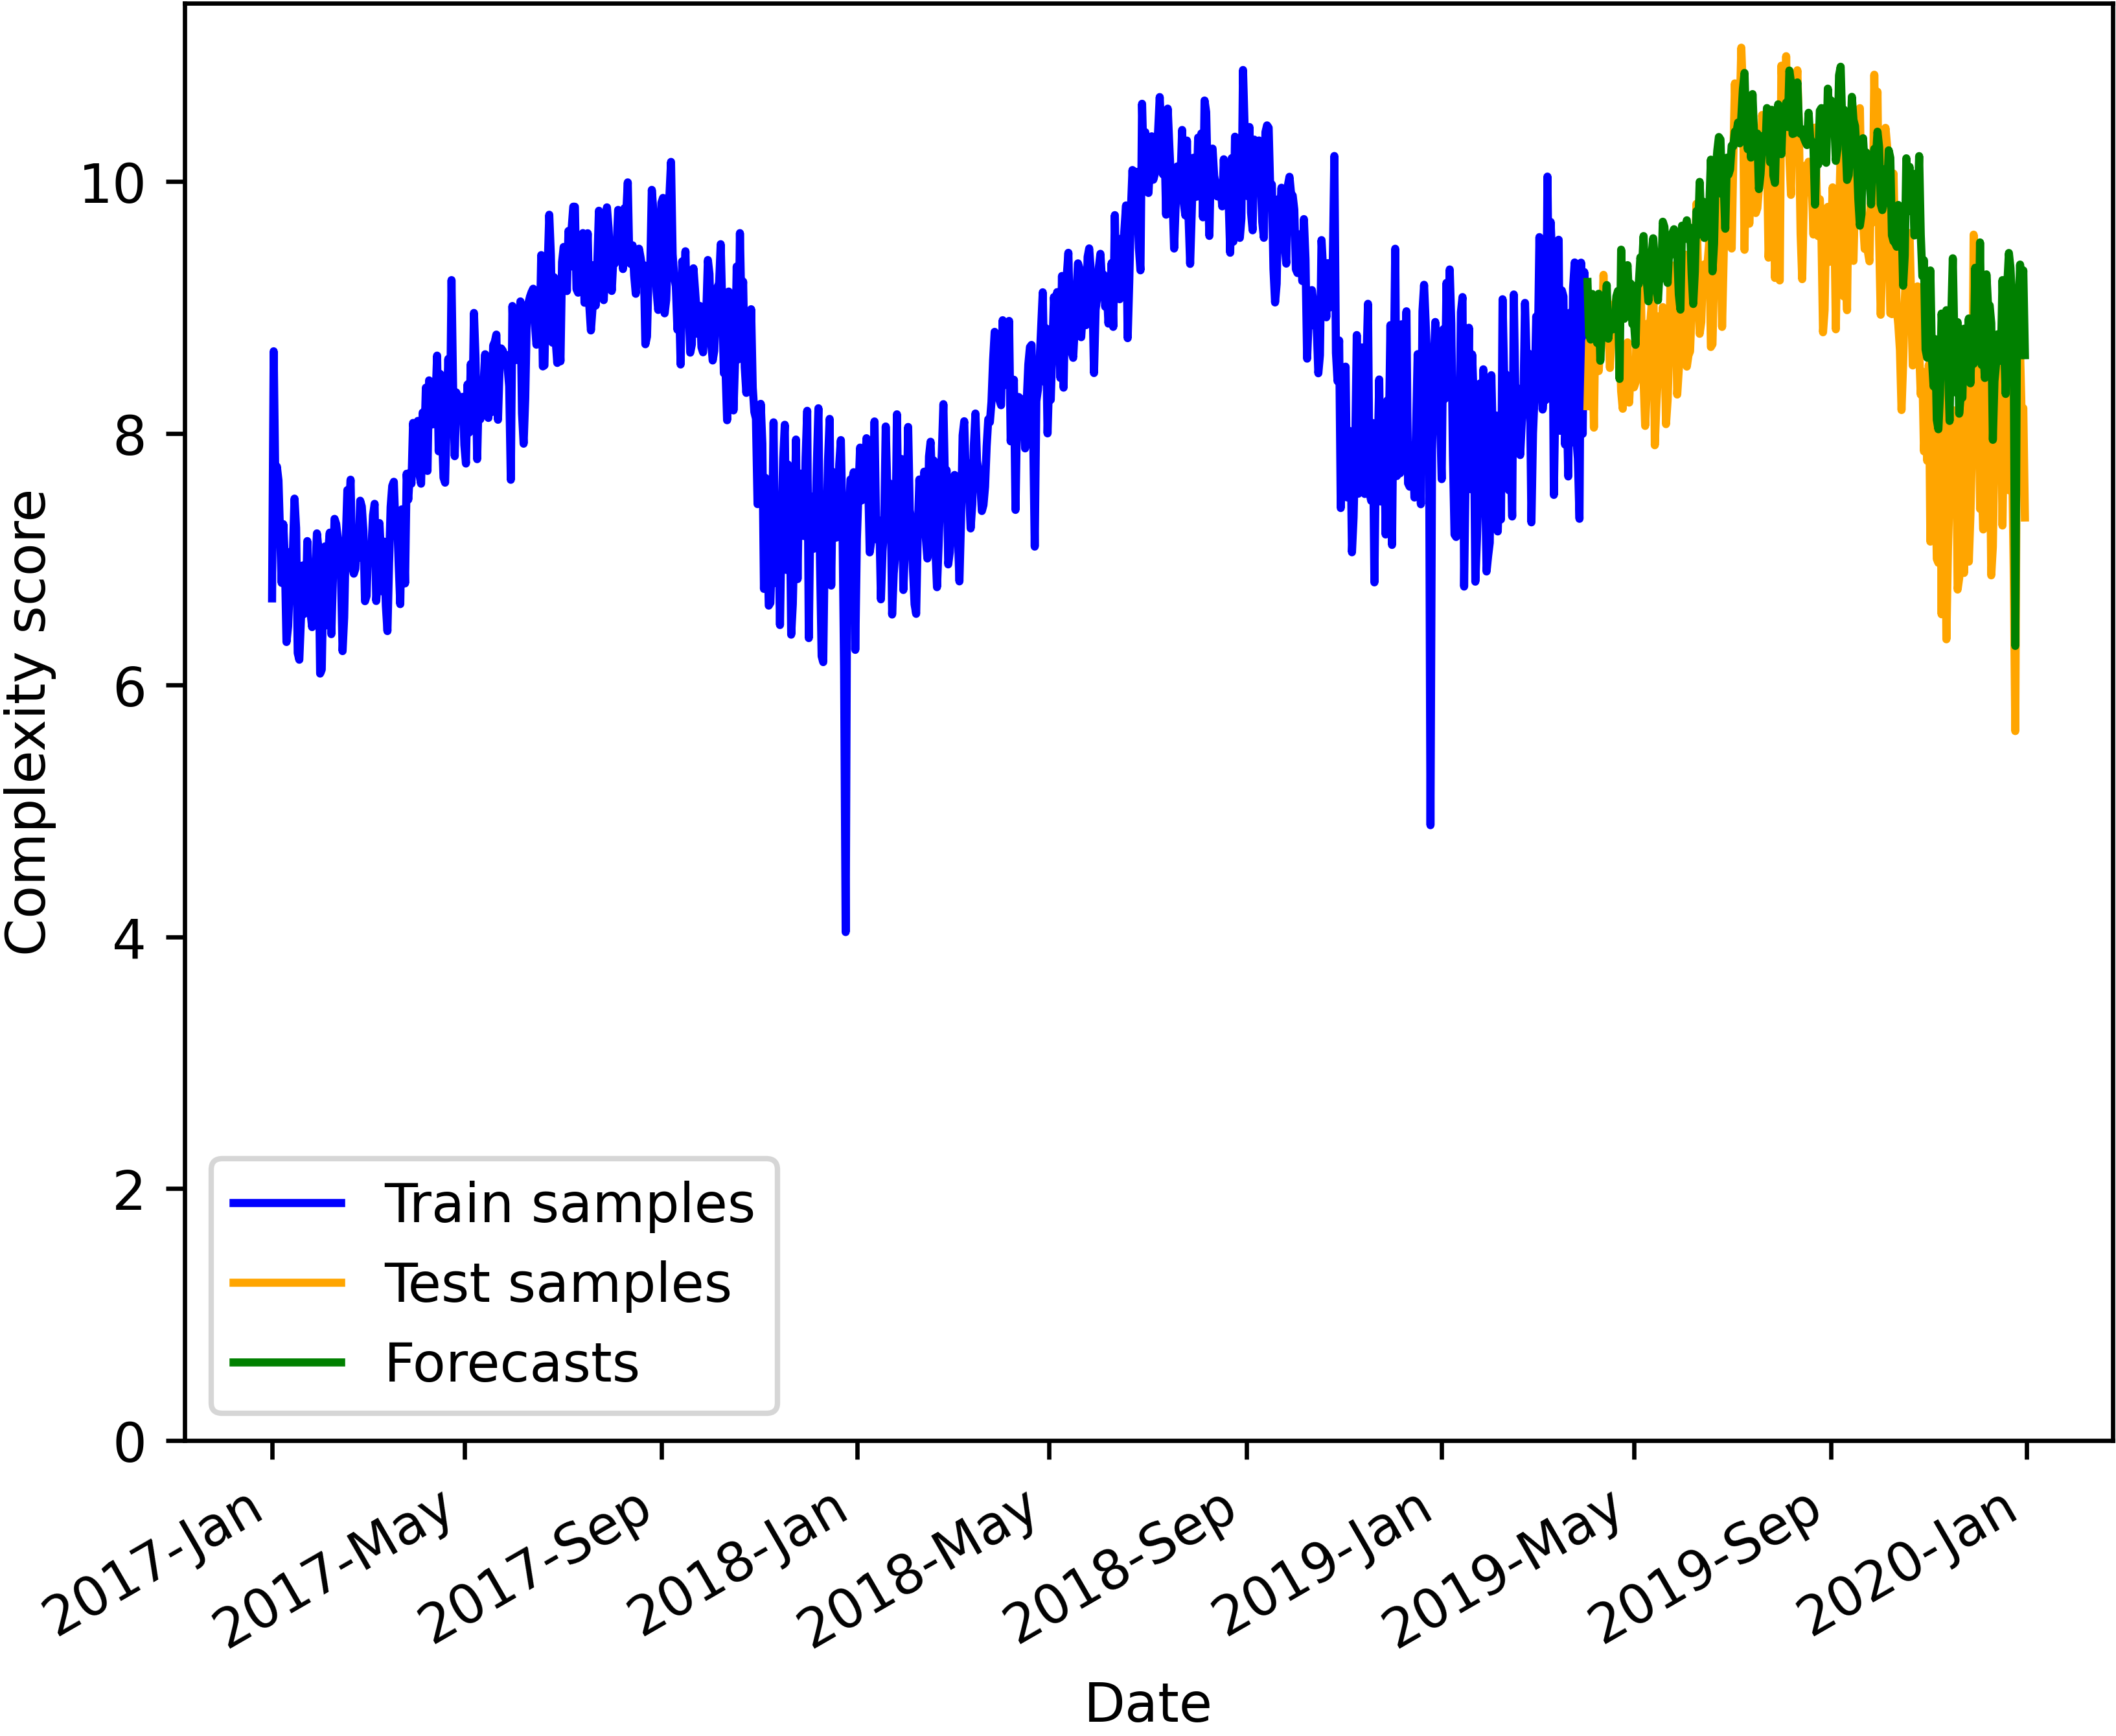 Complexity score
10
8
6
4
2
0
Train samples
Test samples
Forecasts
2017-Jan
2017-May
2017-Sep
2018-Jan
2018-May
2018-Sep
2019-Jan
2019-May
2019-Sep
2020-Jan
Date